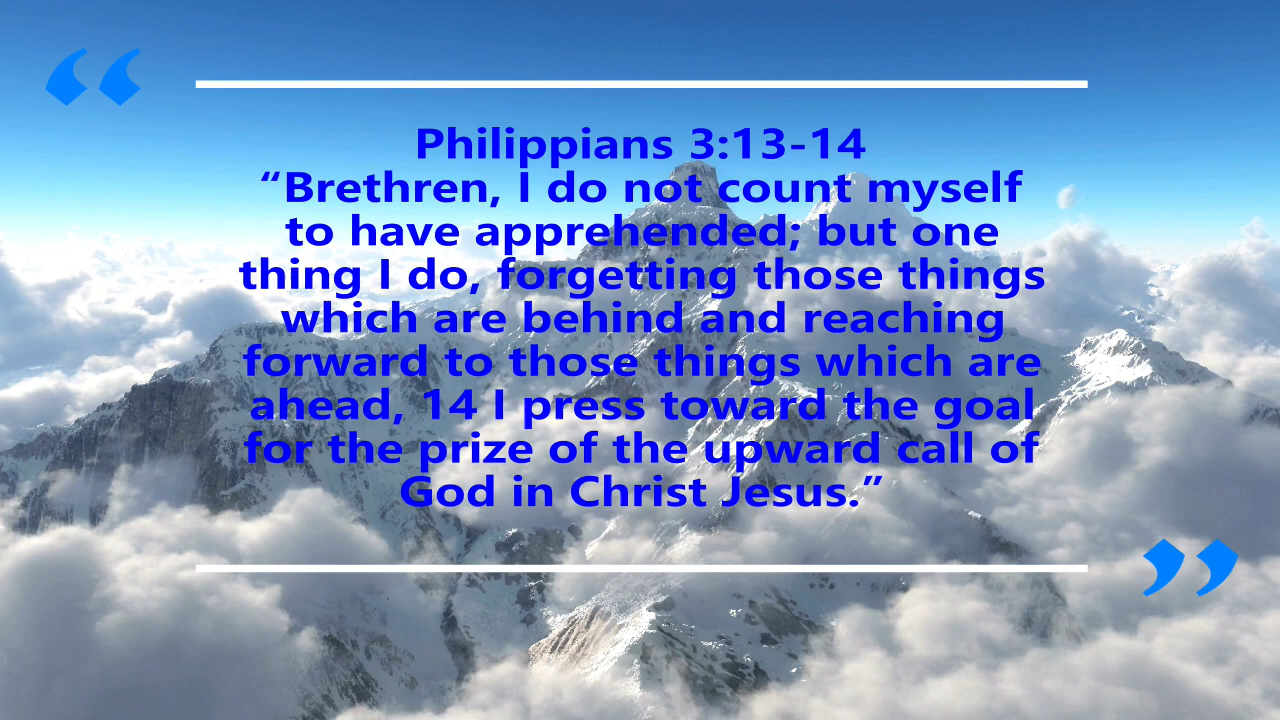 “
Philippians 3:13-14
“Brethren, I do not count myself
to have apprehended; but one
thing I do, forgetting those things
which are behind and reaching
forward to those things which are
ahead, 14 I press toward the goal
for the prize of the upward call of
God in Christ Jesus.”
”